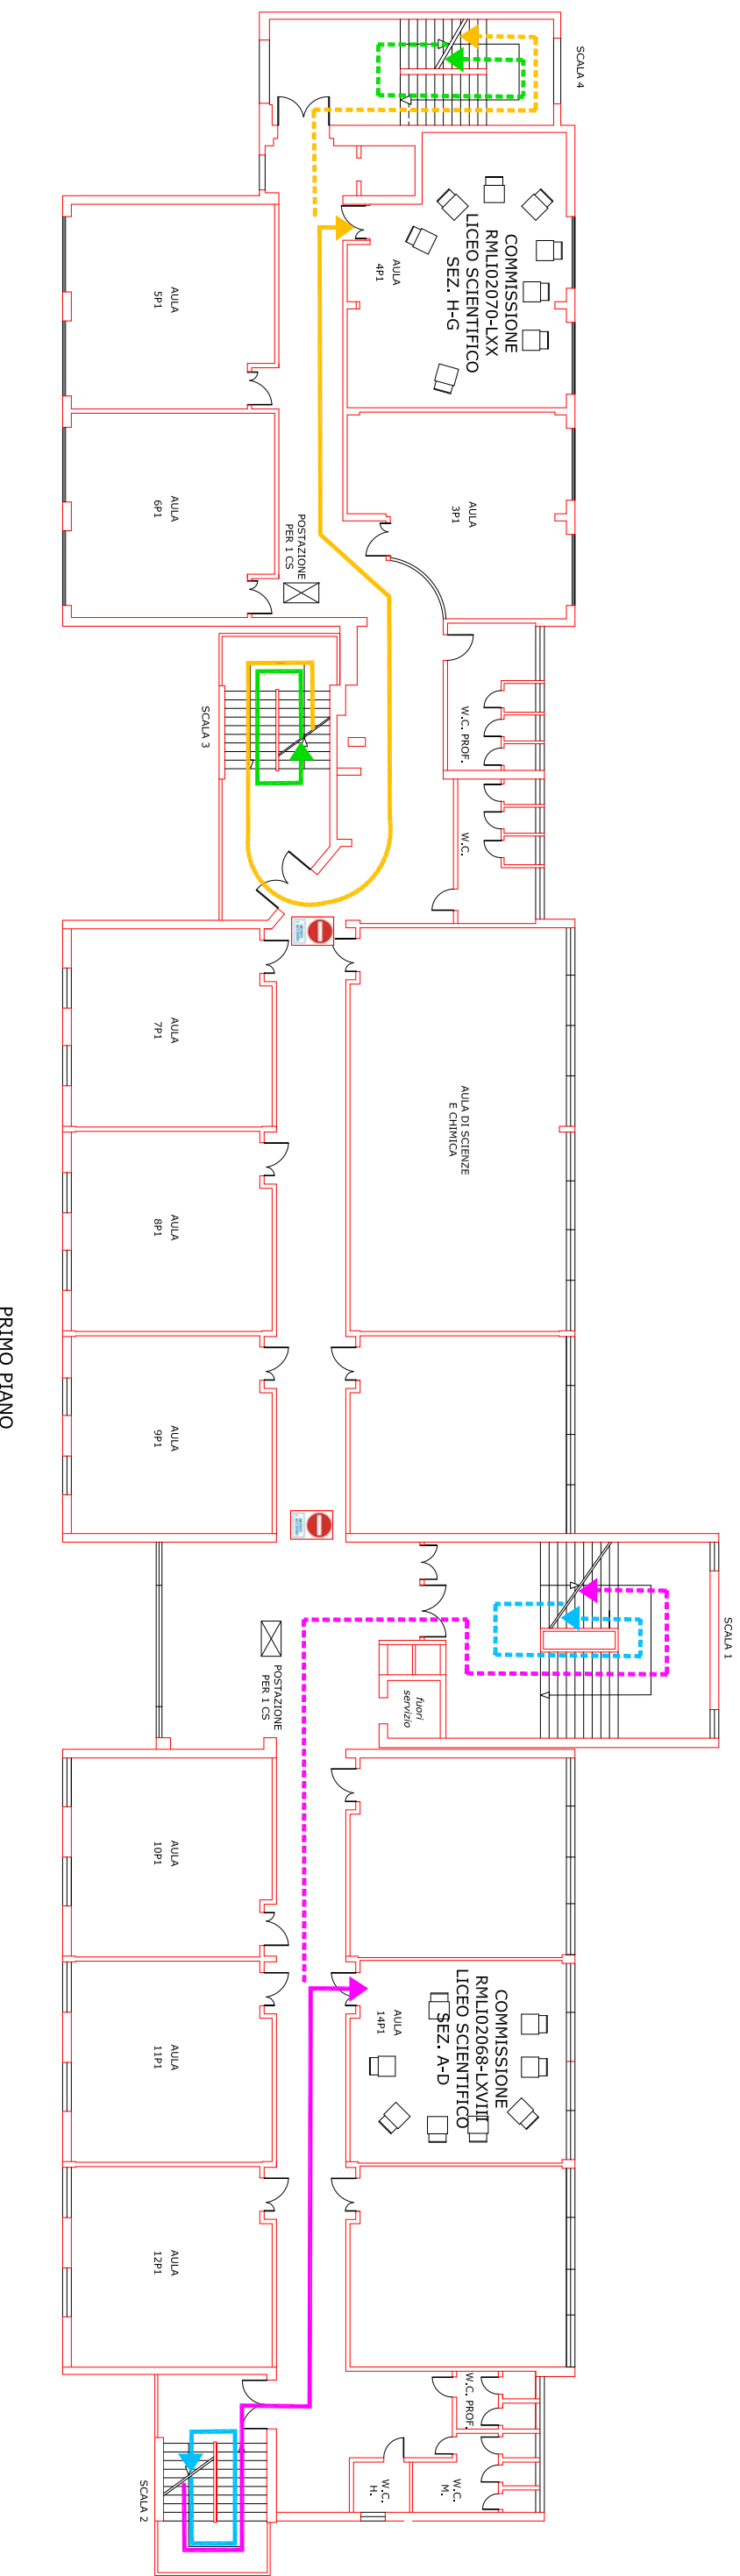 SCALA 4
COMMISSIONE
RMLI02070-LXX
LICEO SCIENTIFICO
SEZ. H-G
AULA
4P1
AULA
5P1
AULA
3P1
AULA
6P1
POSTAZIONE
PER 1 CS
W.C. PROF.
SCALA 3
W.C.
AULA
7P1
AULA DI SCIENZE
E CHIMICA
AULA
8P1
PRIMO PIANO
AULA
9P1
SCALA 1
POSTAZIONE
PER 1 CS
fuori
servizio
AULA
10P1
COMMISSIONE
RMLI02068-LXVIII
LICEO SCIENTIFICO
SEZ. A-D
AULA
14P1
AULA
11P1
AULA
12P1
W.C. PROF.
W.C.
M.
W.C.
H.
SCALA 2